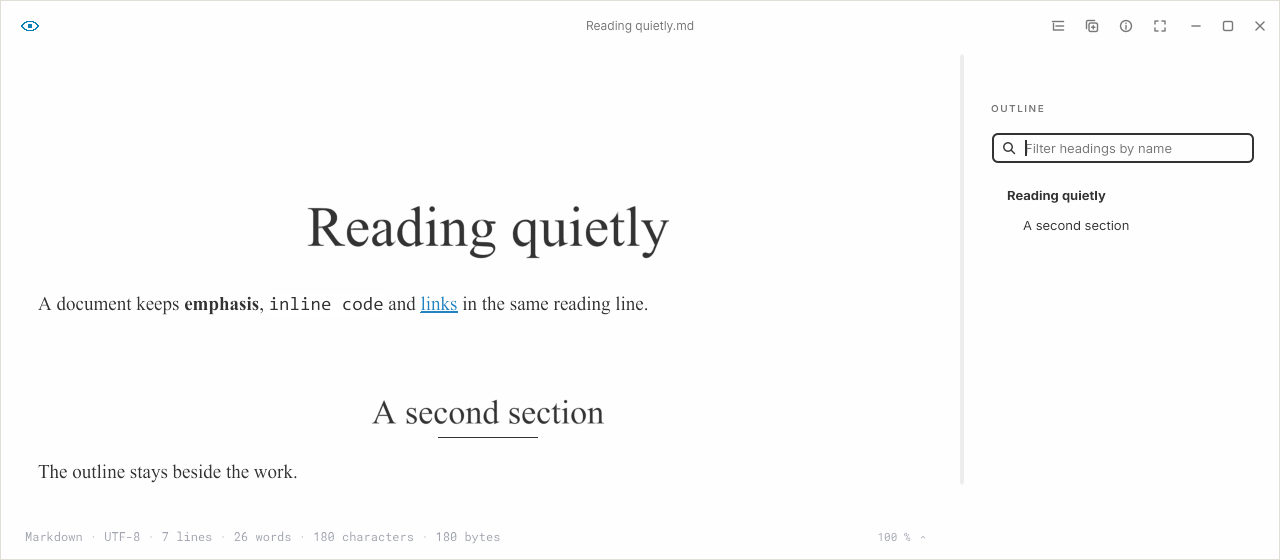 Reading quietly.md
OUTLINE
Filter headings by name
Reading quietly
A second section
Reading quietly
A document keeps emphasis, inline code and links in the same reading line.
A second section
The outline stays beside the work.
Markdown · UTF-8 · 7 lines · 26 words · 180 characters · 180 bytes
100 %